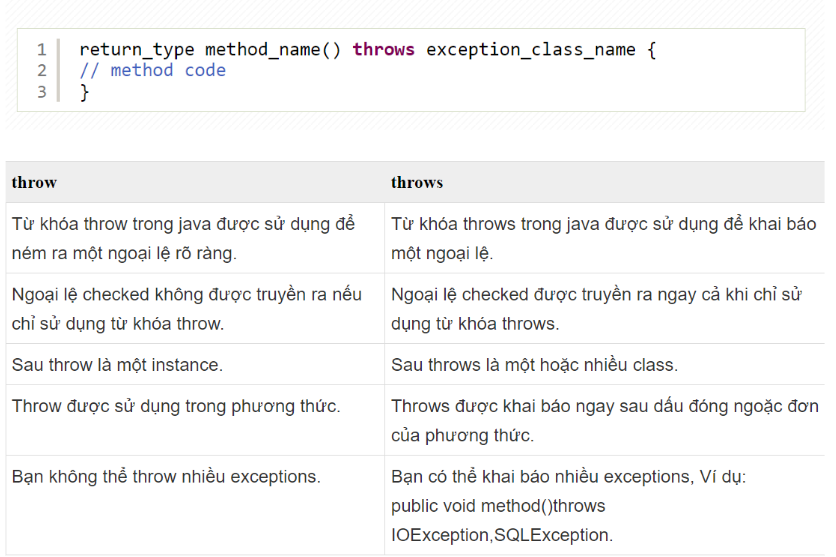 1 return_type method_name() throws exception_class_name {
2 // method code
3 }
throw
throws
Từ khóa throw trong java được sử dụng để
ném ra một ngoại lệ rõ ràng.
Từ khóa throws trong java được sử dụng để khai báo
một ngoại lệ.
Ngoại lệ checked không được truyền ra nếu
chỉ sử dụng từ khóa throw.
Ngoại lệ checked được truyền ra ngay cả khi chỉ sử
dụng từ khóa throws.
Sau throw là một instance.
Sau throws là một hoặc nhiều class.
Throw được sử dụng trong phương thức.
Throws được khai báo ngay sau dấu đóng ngoặc đơn
của phương thức.
Bạn không thể throw nhiều exceptions.
Bạn có thể khai báo nhiều exceptions, Ví dụ:
public void method()throws
IOException,SQLException.